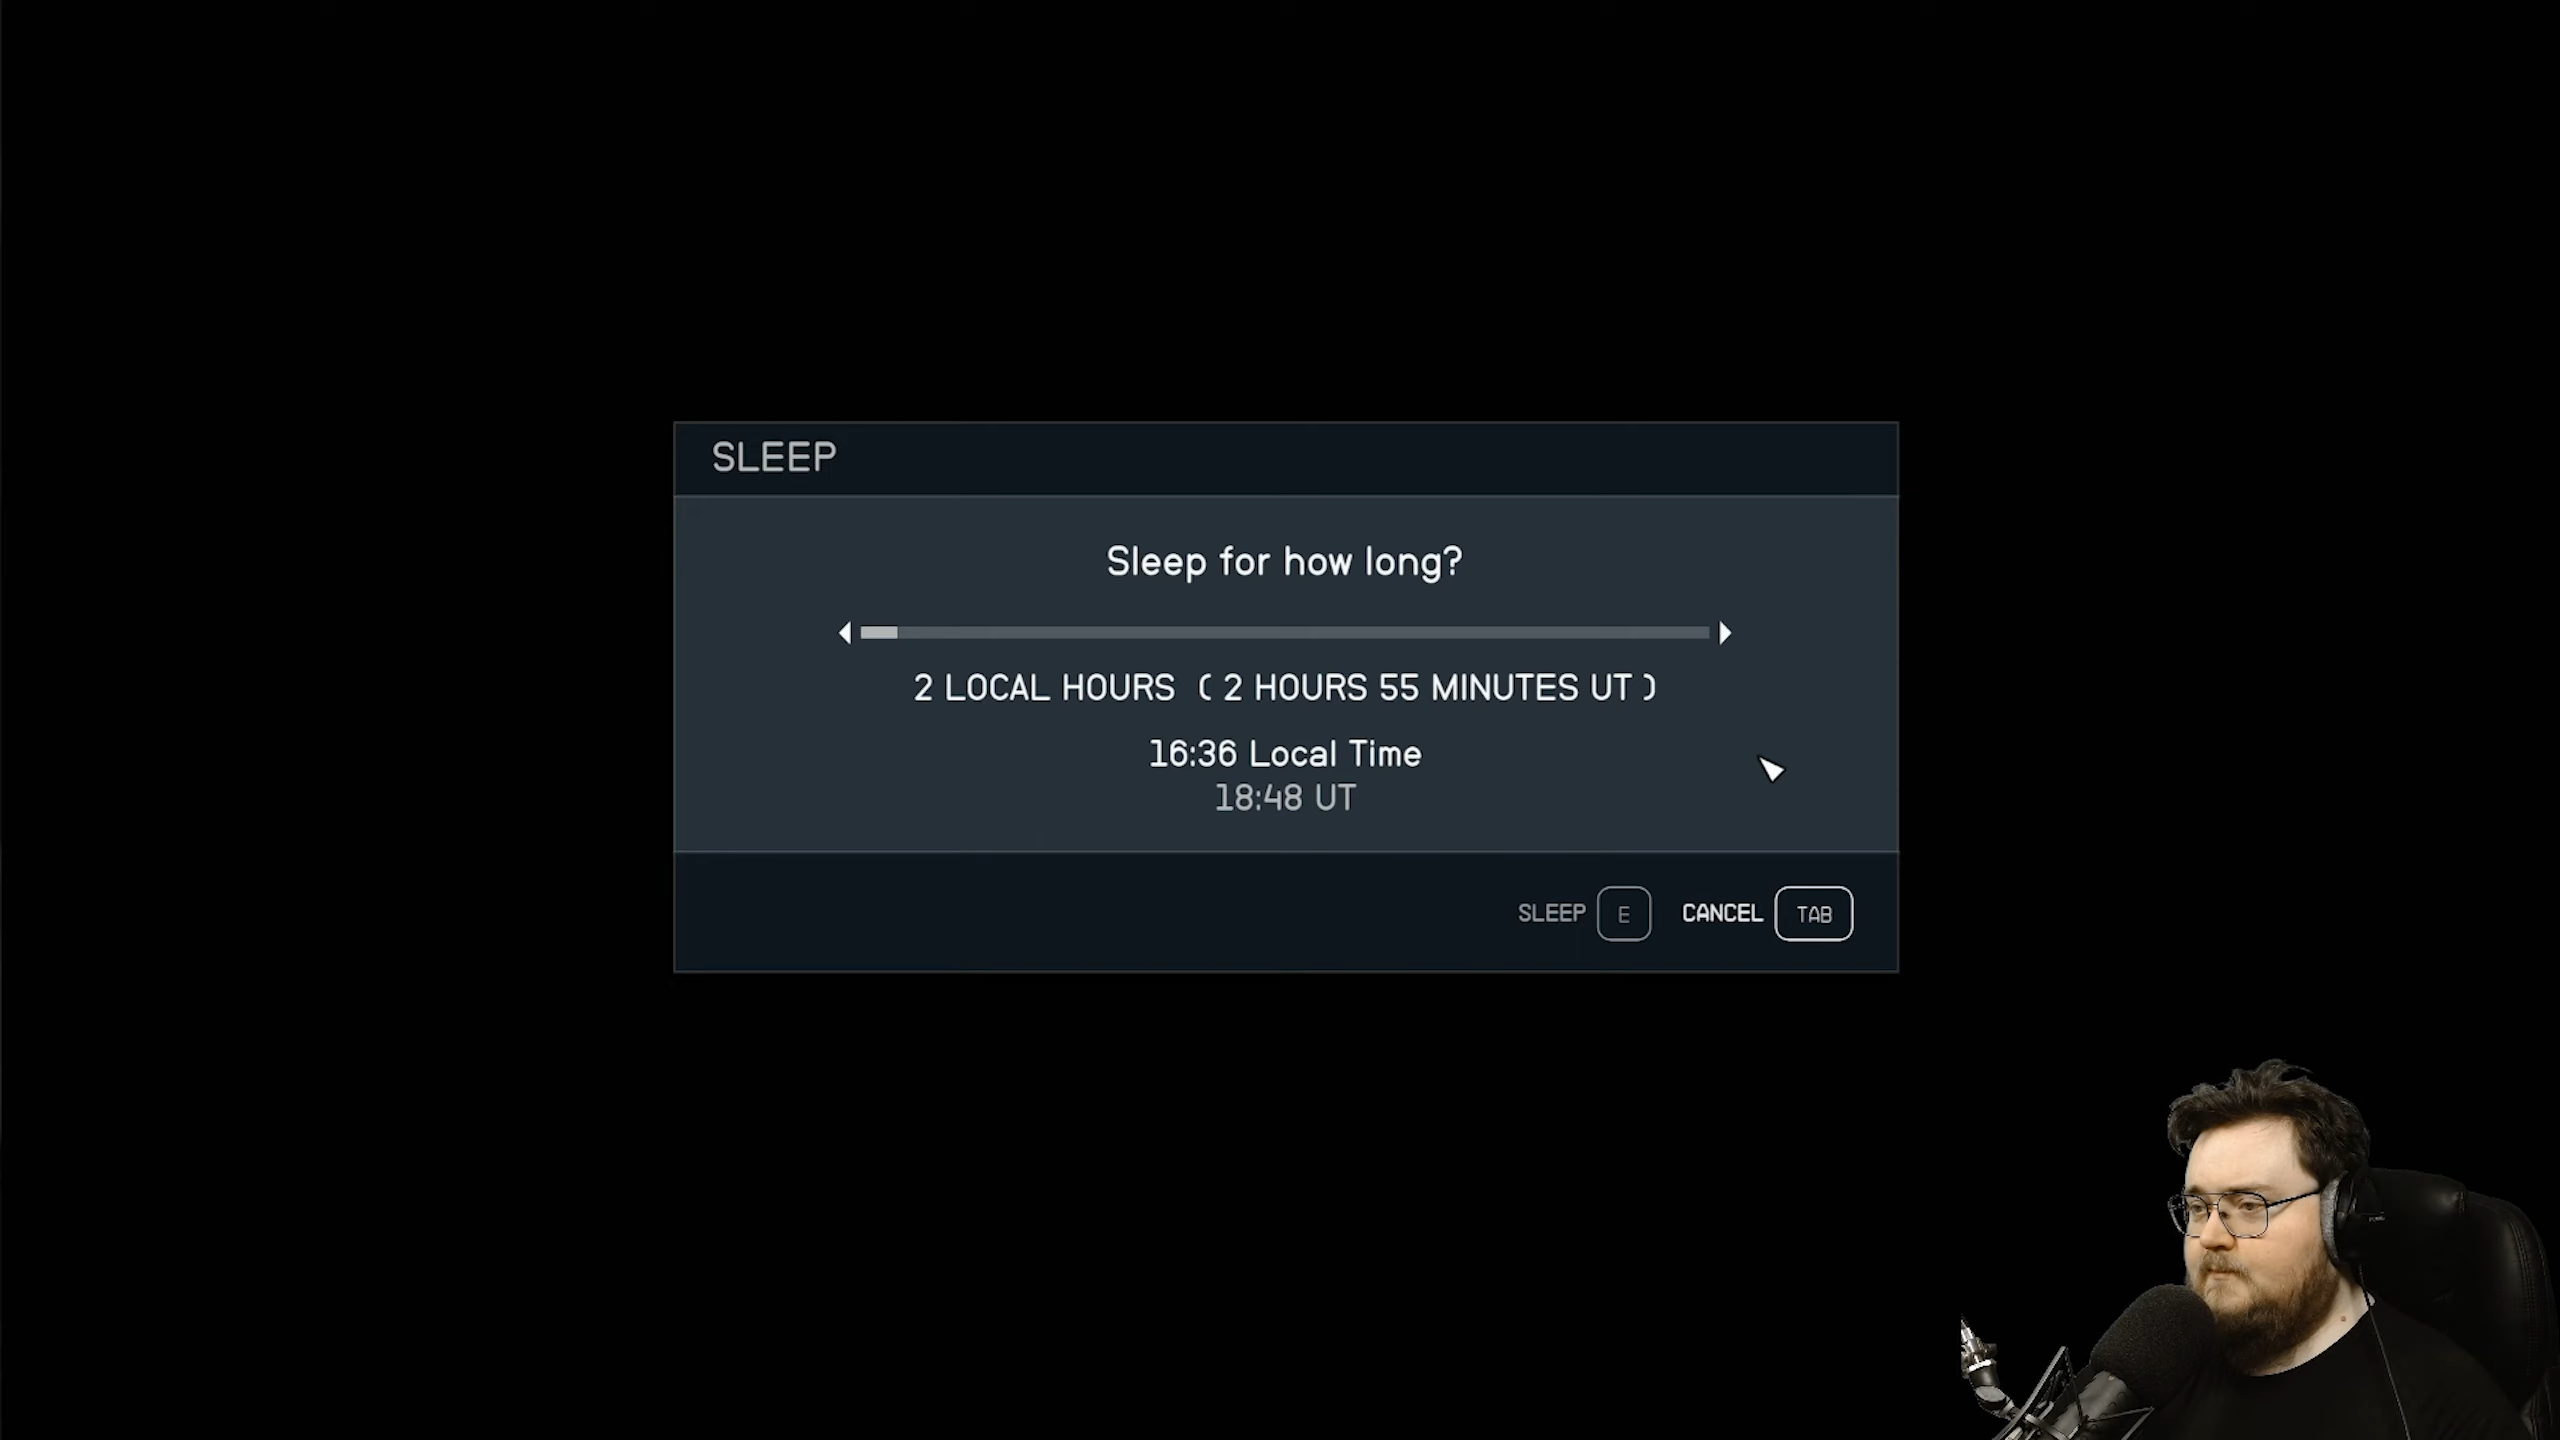 SLEEP
Sleep for how long?
2 LOCAL HOURS ( 2 HOURS 55 MINUTES UT )
16:36 Local Time
18:48 UT
SLEEP E CANCEL TAB